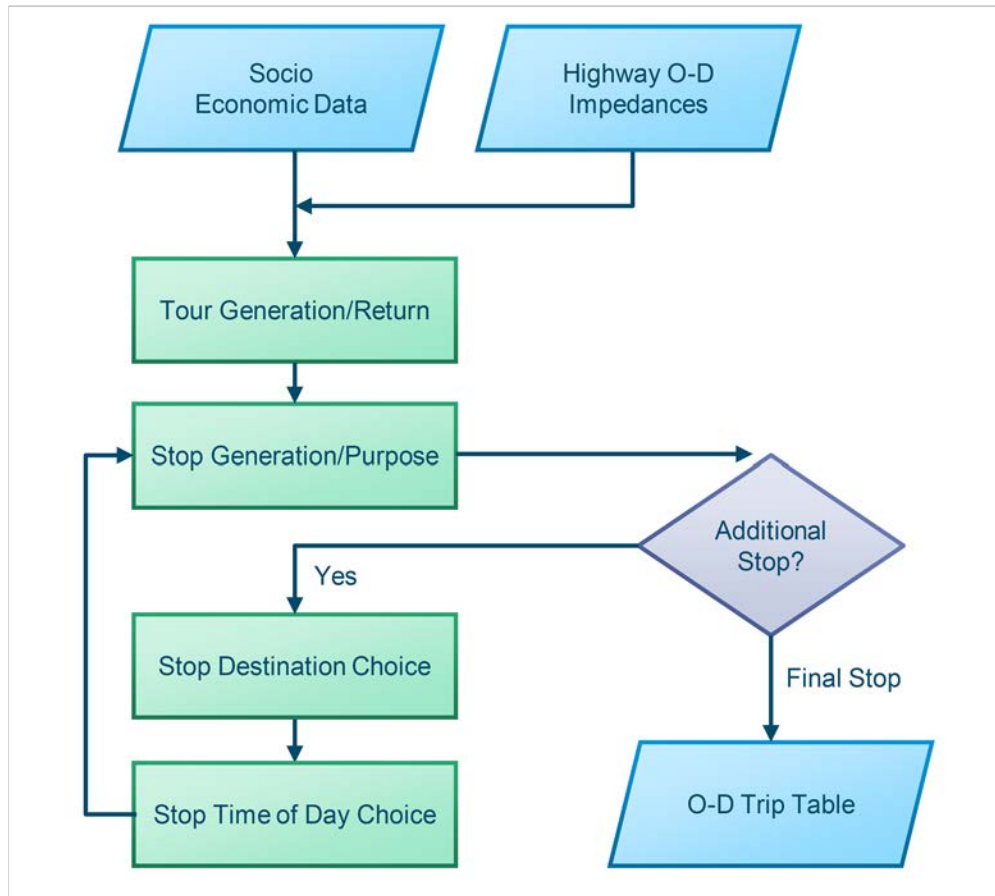 Socio
Economic Data
Highway O-D
Impedances
Tour Generation/Return
Stop Generation/Purpose
Additional
Stop?
Yes
Stop Destination Choice
Final Stop
Stop Time of Day Choice
O-D Trip Table